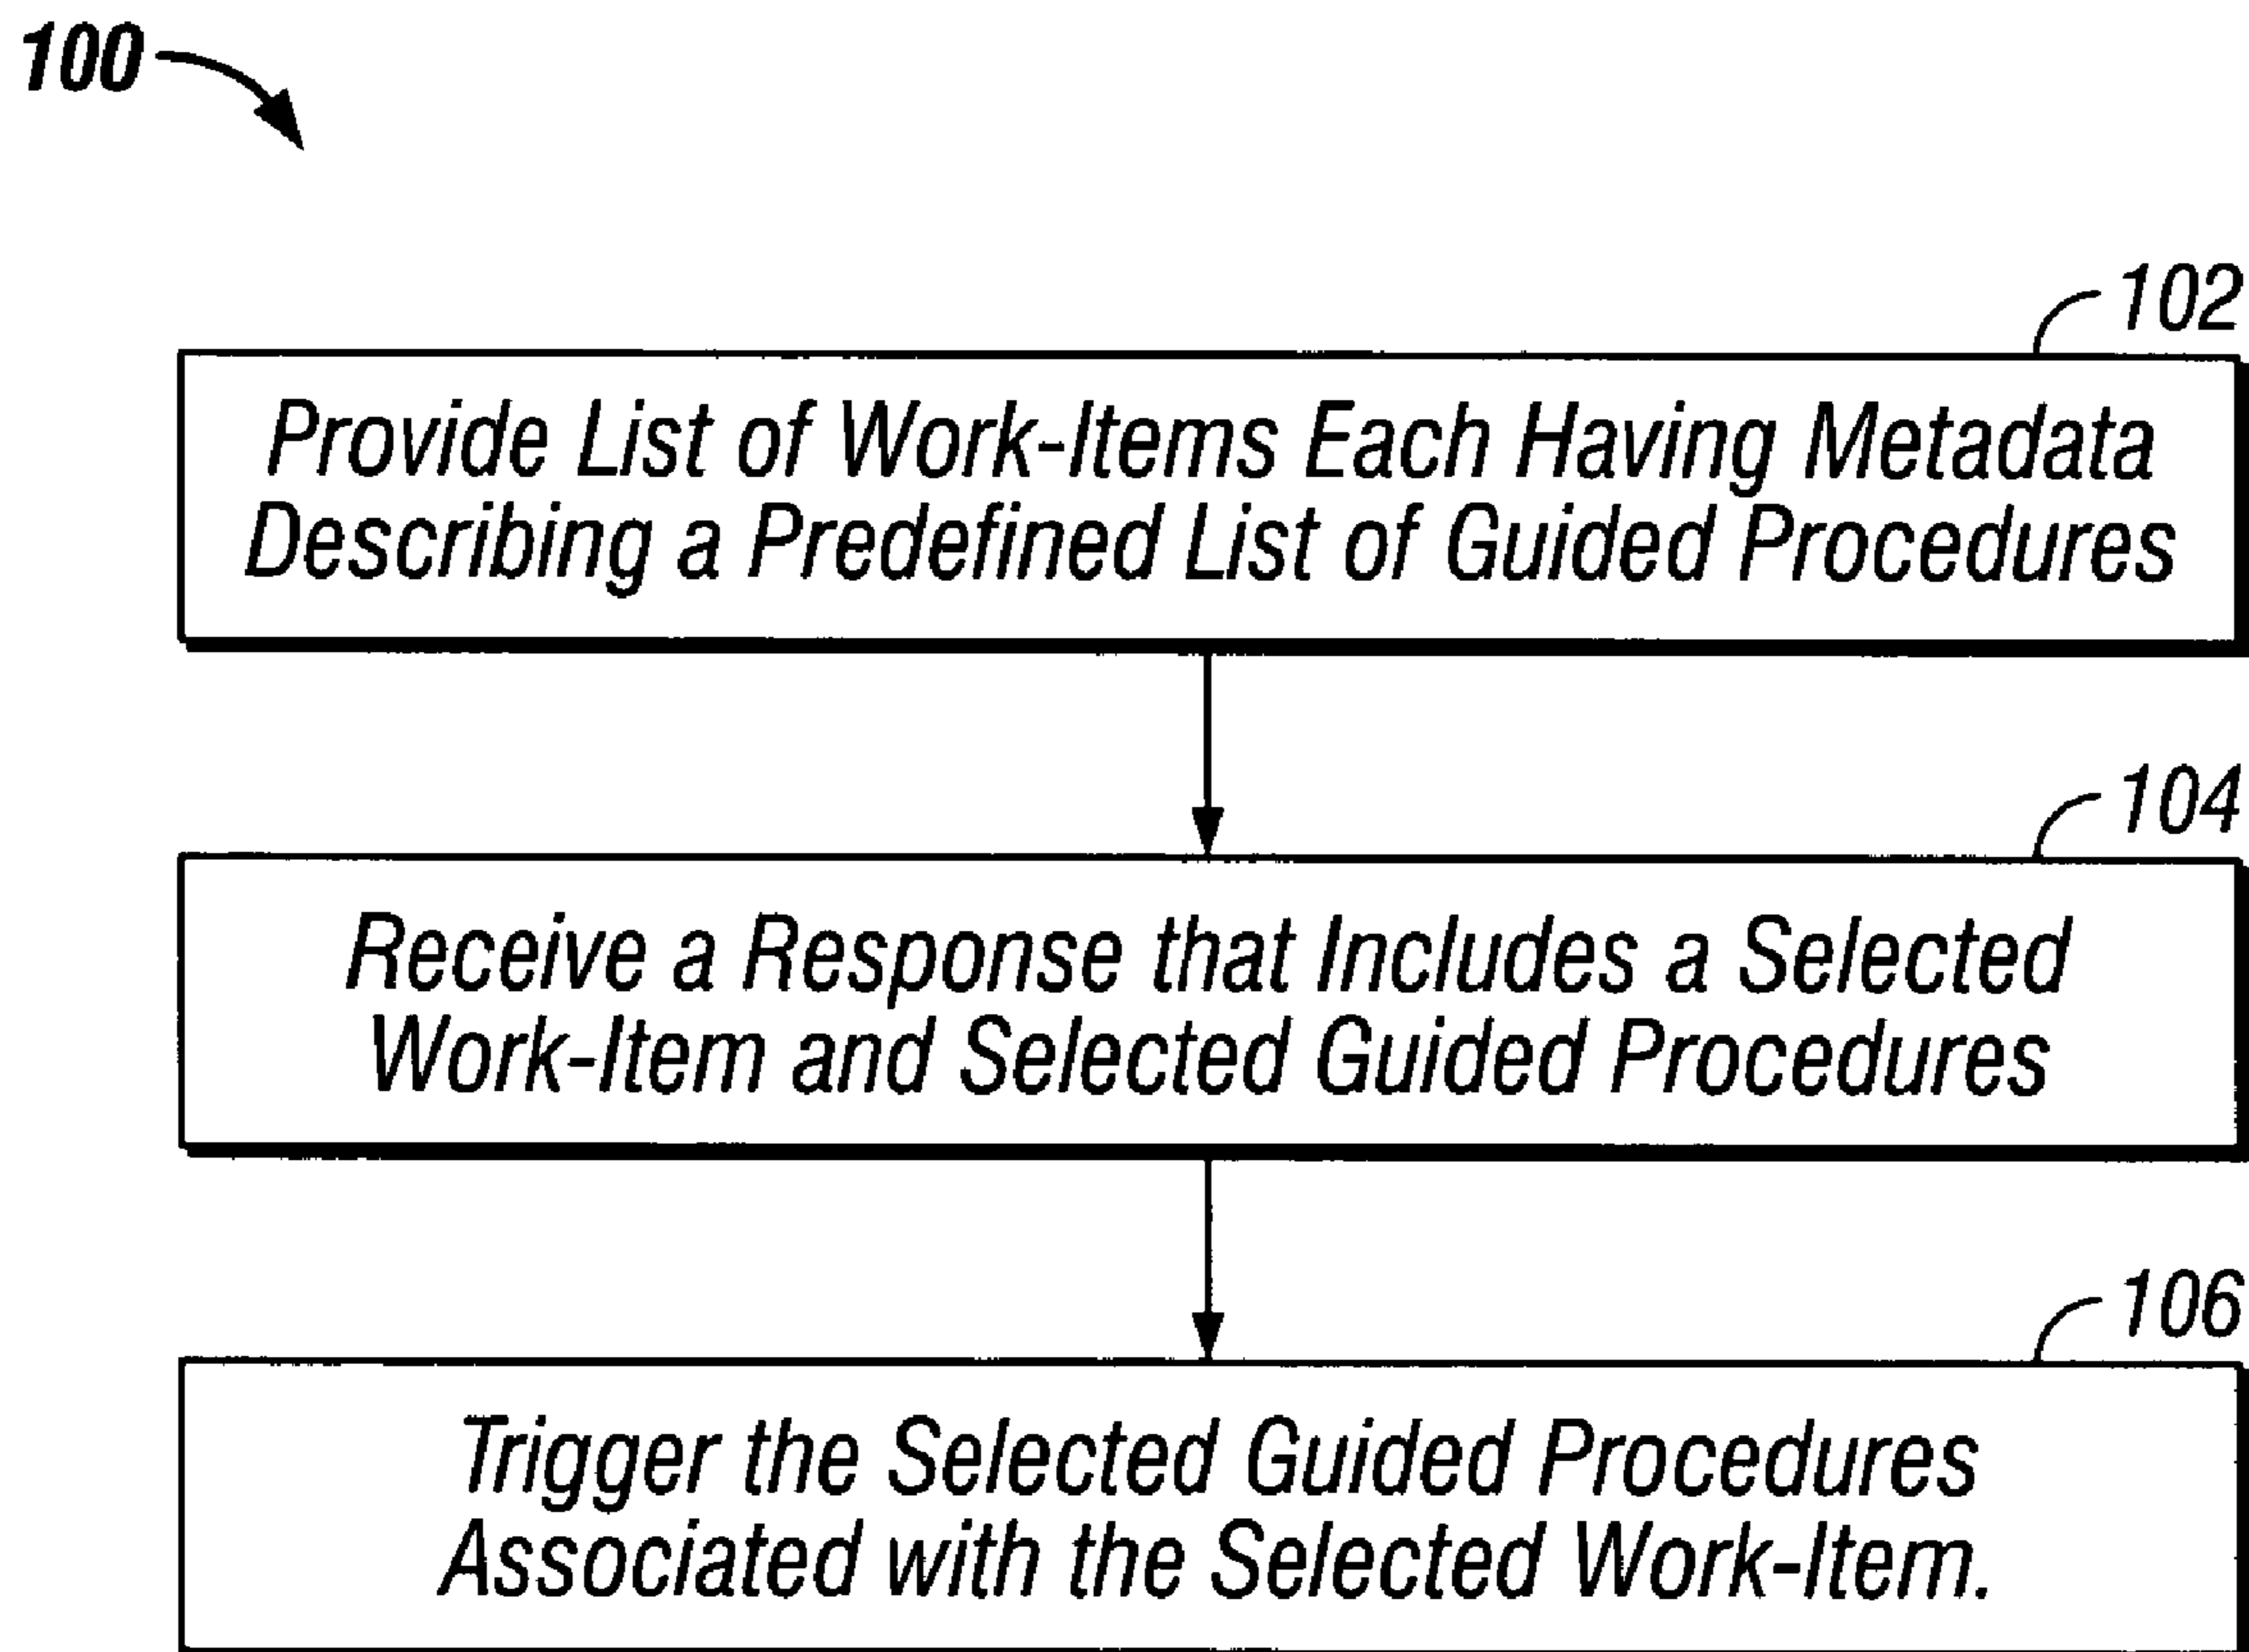 100
102
Provide List of Work-Items Each Having Metadata
Describing a Predefined List of Guided Procedures
104
Receive a Response that Includes a Selected
Work-Item and Selected Guided Procedures
106
Trigger the Selected Guided Procedures
Associated with the Selected Work-Item.